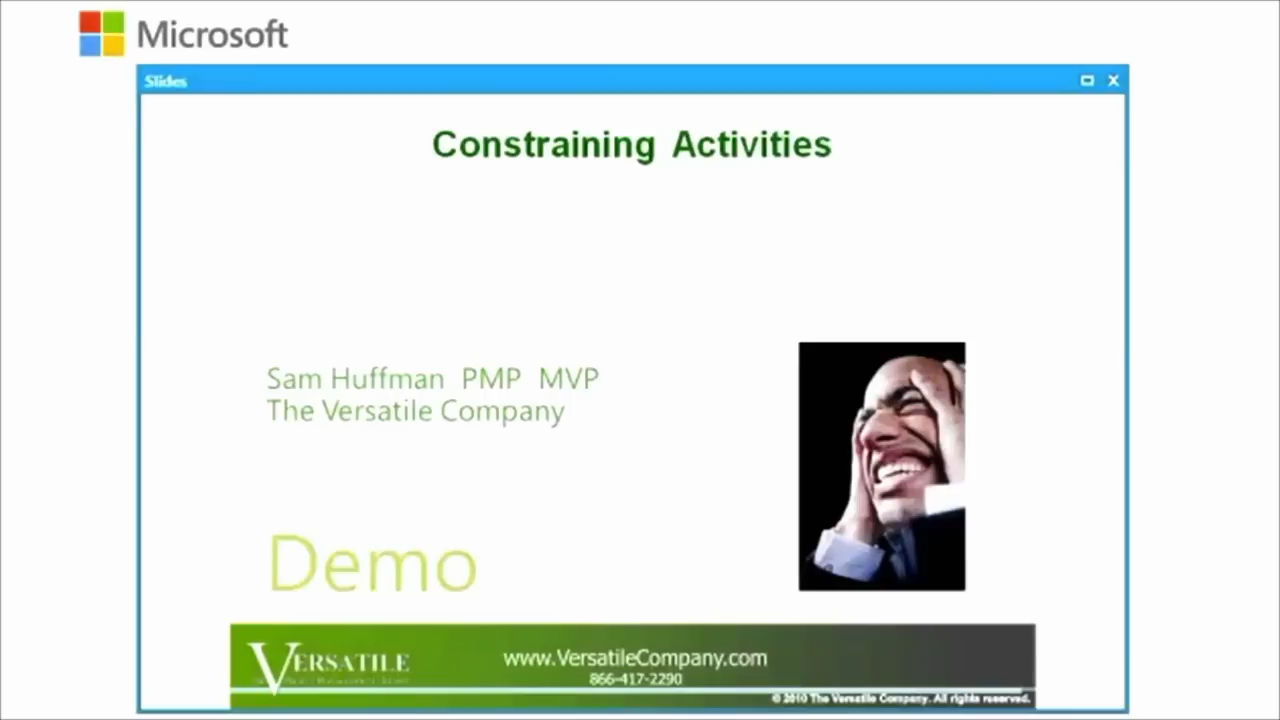 Microsoft
Slides
Constraining Activities
Sam Huffman PMP MVP
The Versatile Company
Demo
VERSATILE
www.VersatileCompany.com
866-417-2290
© 2010 The Versatile Company. All rights reserved.